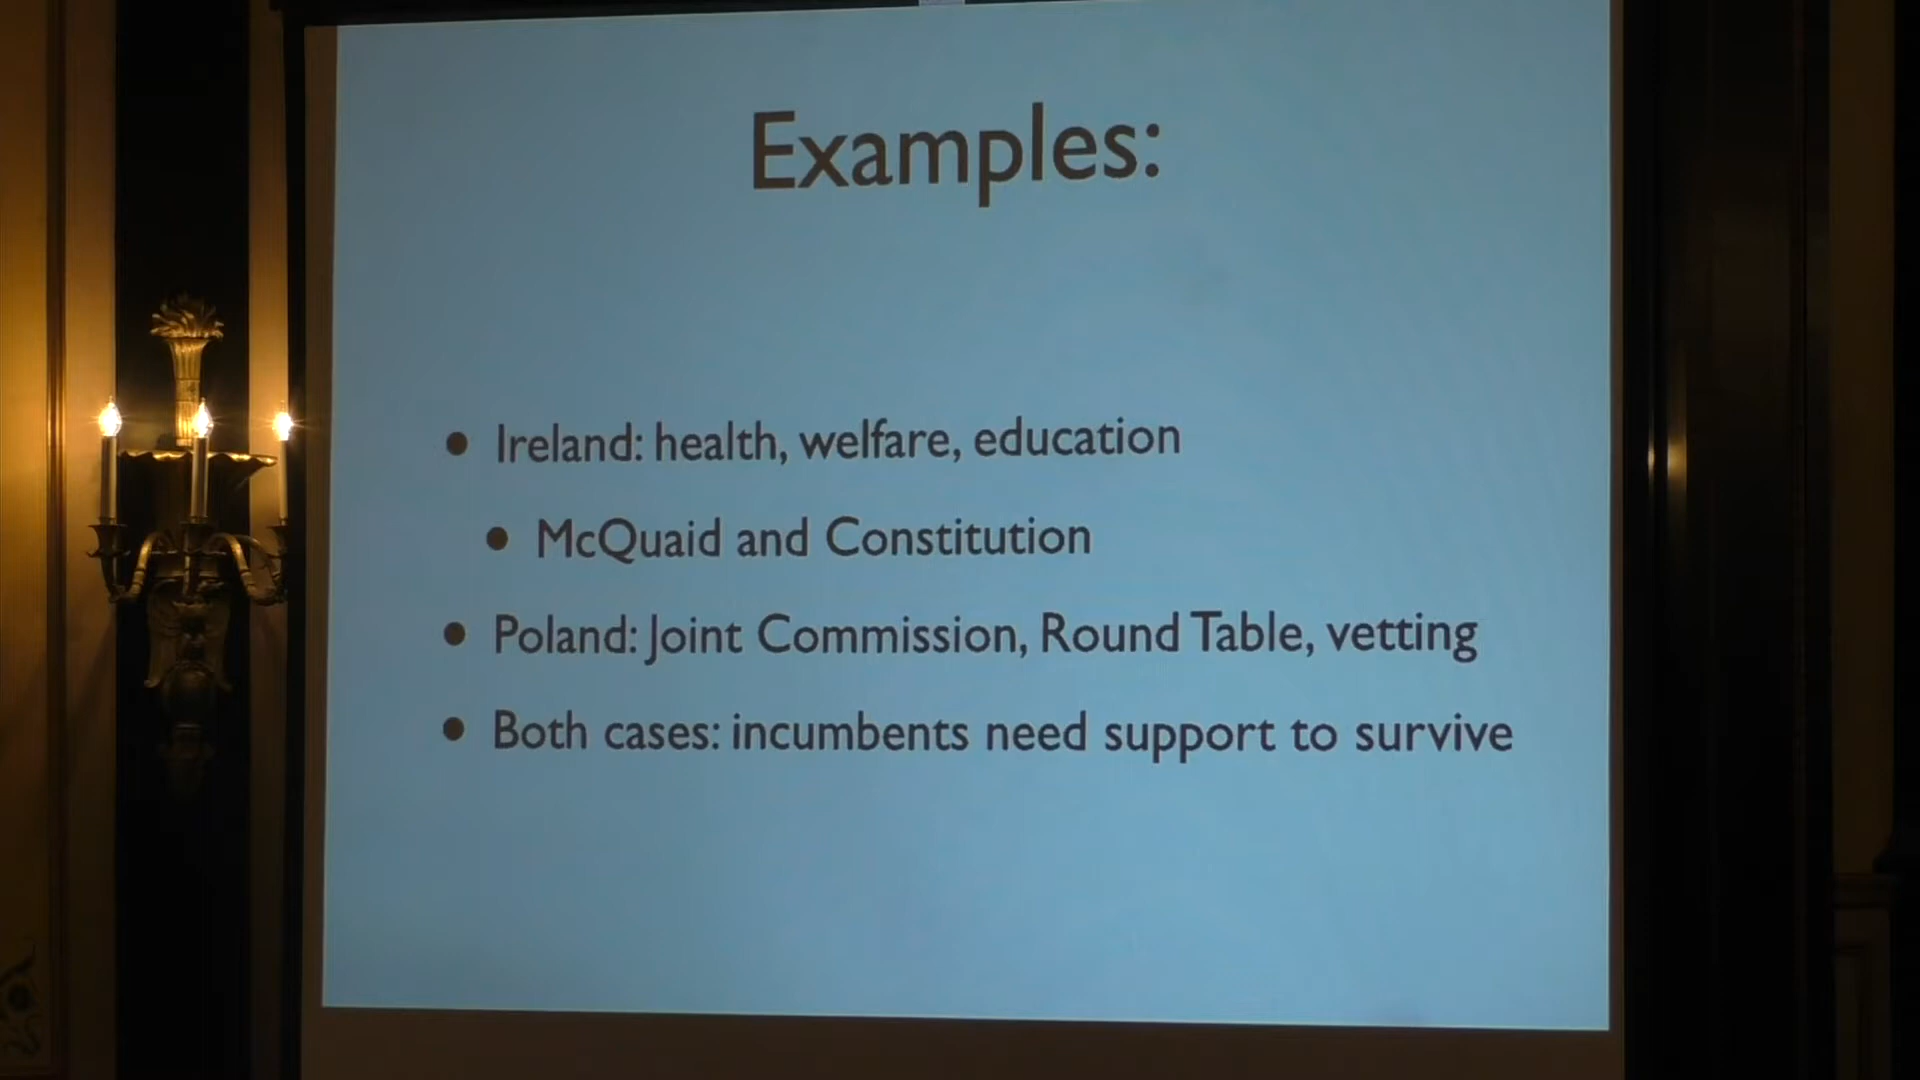 Examples:
• Ireland: health, welfare, education
• McQuaid and Constitution
• Poland: Joint Commission, Round Table, vetting
• Both cases: incumbents need support to survive